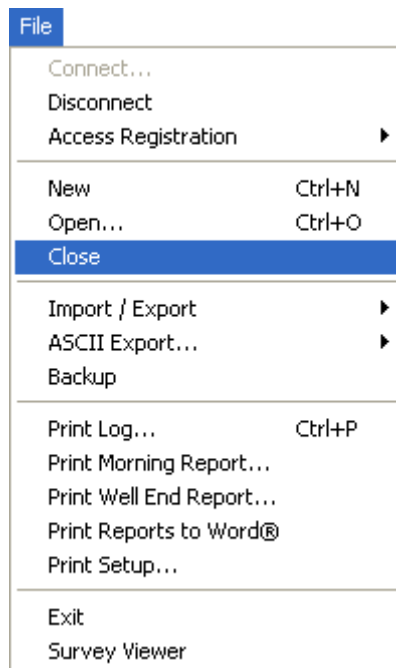 File
Connect...
Disconnect
Access Registration
New Ctrl+N
Open... Ctrl+O
Close
Import / Export
ASCII Export...
Backup
Print Log... Ctrl+P
Print Morning Report...
Print Well End Report...
Print Reports to Word®
Print Setup...
Exit
Survey Viewer